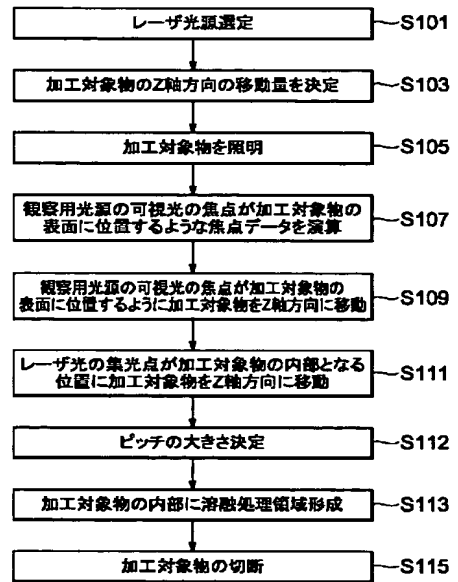 レーザ光源選定
S101
加工対象物のZ軸方向の移動量を決定
S103
加工対象物を照明
S105
観察用光源の可視光の焦点が加工対象物の
表面に位置するような焦点データを演算
S107
観察用光源の可視光の焦点が加工対象物の
表面に位置するように加工対象物をZ軸方向に移動
S109
レーザ光の集光点が加工対象物の内部となる
位置に加工対象物をZ軸方向に移動
S111
ピッチの大きさ決定
S112
加工対象物の内部に溶融処理領域形成
S113
加工対象物の切断
S115